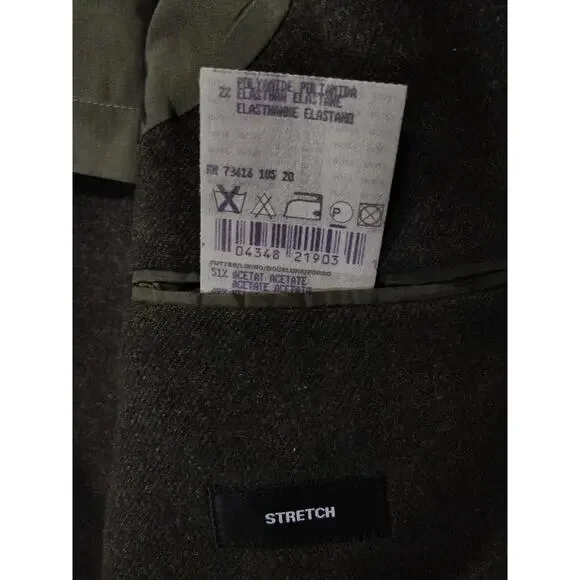 POLYAMIDE POLIAMIDA
2% ELASTHAN ELASTANE
ELASTHANNE ELASTANO
RN 73616 105 20
P
04348 21903
FUTTER/LINING/DOUBLURE/FORRO
51% ACETAT ACETATE
ACETATE ACETATO
STRETCH